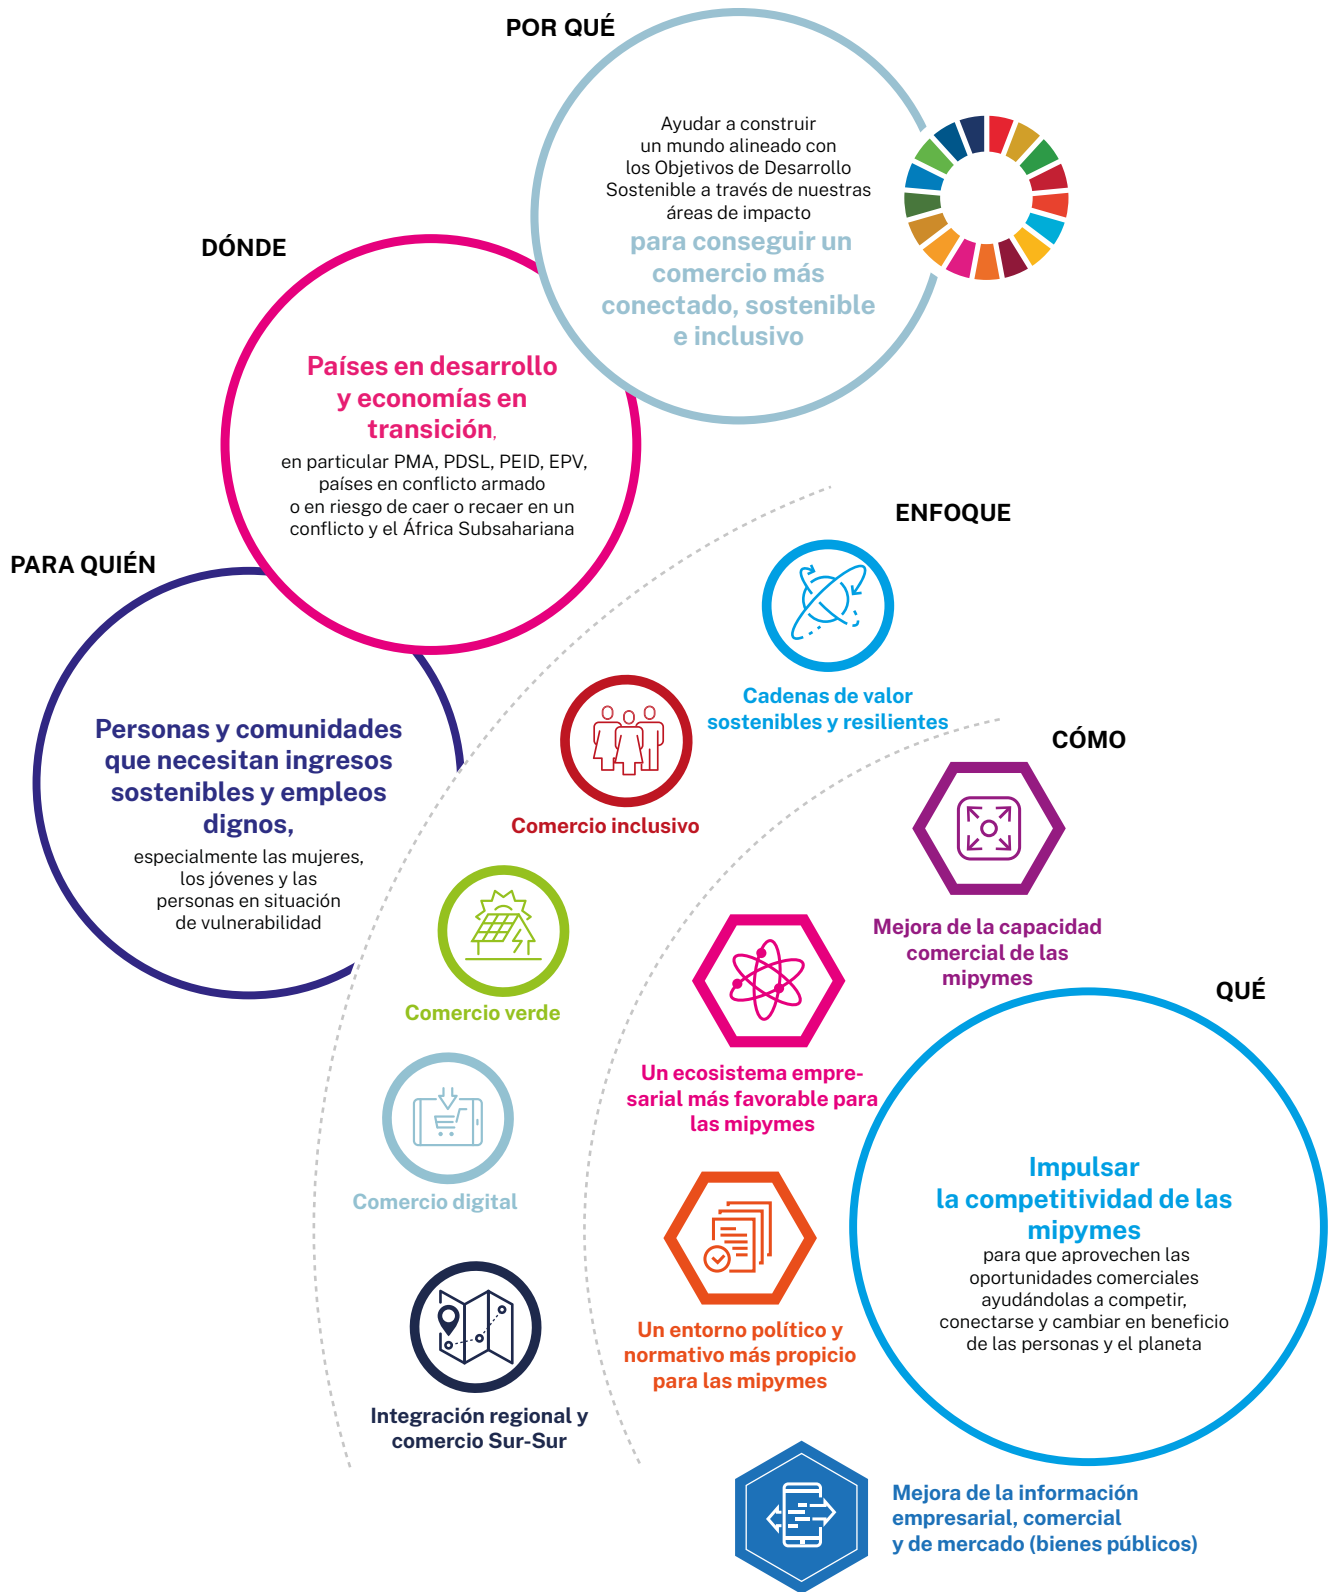 POR QUÉ
Ayudar a construir
un mundo alineado con
los Objetivos de Desarrollo
Sostenible a través de nuestras
áreas de impacto
para conseguir un
comercio más
conectado, sostenible
e inclusivo
DÓNDE
Países en desarrollo
y economías en
transición,
en particular PMA, PDSL, PEID, EPV,
países en conflicto armado
o en riesgo de caer o recaer en un
conflicto y el África Subsahariana
PARA QUIÉN
Personas y comunidades
que necesitan ingresos
sostenibles y empleos
dignos,
especialmente las mujeres,
los jóvenes y las
personas en situación
de vulnerabilidad
ENFOQUE
Cadenas de valor
sostenibles y resilientes
Comercio inclusivo
Comercio verde
Comercio digital
Integración regional y
comercio Sur-Sur
CÓMO
Mejora de la capacidad
comercial de las
mipymes
Un ecosistema empre-
sarial más favorable para
las mipymes
Un entorno político y
normativo más propicio
para las mipymes
Mejora de la información
empresarial, comercial
y de mercado (bienes públicos)
QUÉ
Impulsar
la competitividad de las
mipymes
para que aprovechen las
oportunidades comerciales
ayudándolas a competir,
conectarse y cambiar en beneficio
de las personas y el planeta